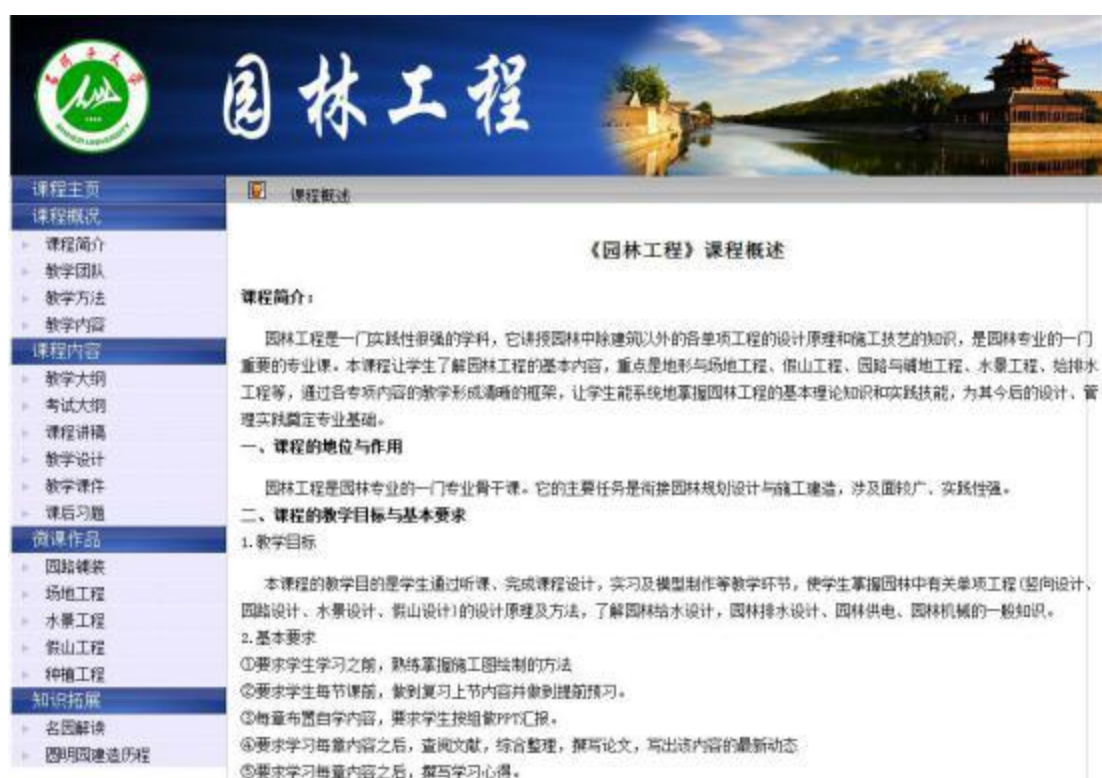 园林工程
课程主页
课程概况
课程简介
教学团队
教学方法
教学内容
课程内容
教学大纲
考试大纲
课程讲稿
教学设计
教学课件
课后习题
微课作品
园路铺装
场地工程
水景工程
假山工程
种植工程
知识拓展
名园解读
圆明园建造历程
课程概述
《园林工程》课程概述
课程简介：
园林工程是一门实践性很强的学科，它讲授园林中除建筑以外的各单项工程的设计原理和施工技艺的知识，是园林专业的一门
重要的专业课。本课程让学生了解园林工程的基本内容，重点是地形与场地工程、假山工程、园路与铺地工程、水景工程、给排水
工程等，通过各专项内容的教学形成清晰的框架，让学生能系统地掌握园林工程的基本理论知识和实践技能，为其今后的设计、管
理实践奠定专业基础。
一、课程的地位与作用
园林工程是园林专业的一门专业骨干课。它的主要任务是衔接园林规划设计与施工建造，涉及面较广、实践性强。
二、课程的教学目标与基本要求
1.教学目标
本课程的教学目的是学生通过听课、完成课程设计，实习及模型制作等教学环节，使学生掌握园林中有关单项工程(竖向设计、
园路设计、水景设计、假山设计)的设计原理及方法，了解园林给水设计，园林排水设计、园林供电、园林机械的一般知识。
2.基本要求
①要求学生学习之前，熟练掌握施工图绘制的方法
②要求学生每节课前，做到复习上节内容并做到提前预习。
③每章布置自学内容，要求学生按组做PPT汇报。
④要求学习每章内容之后，查阅文献，综合整理，撰写论文，写出该内容的最新动态
⑤要求学习每章内容之后，撰写学习心得。